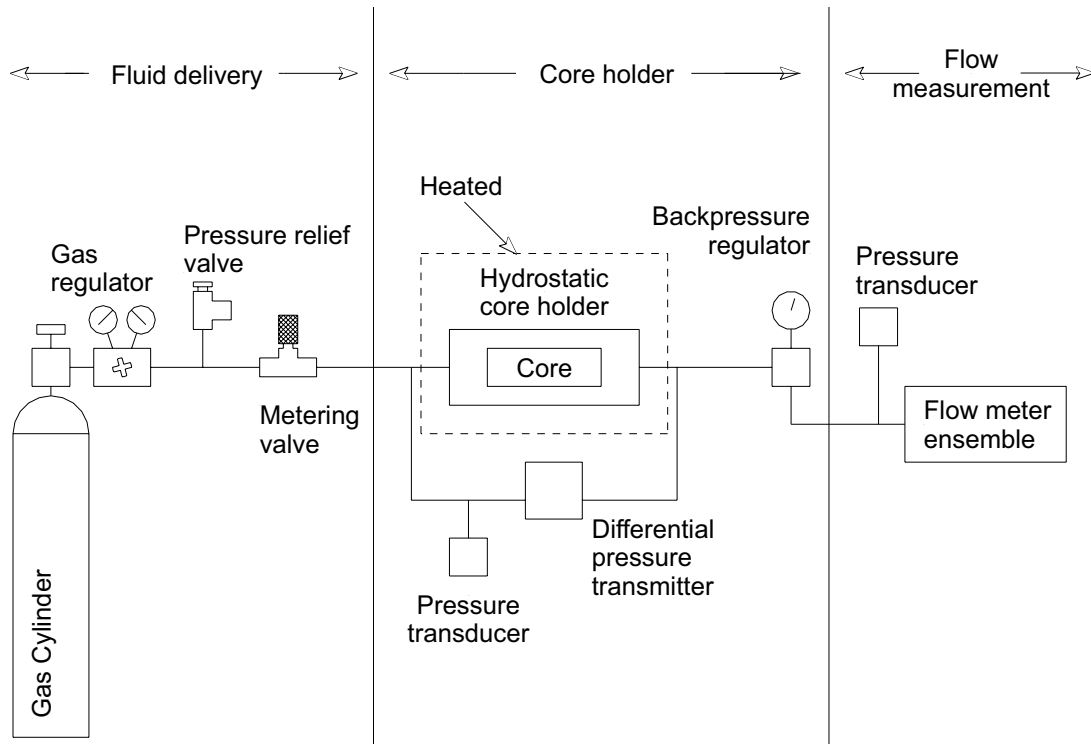 Fluid delivery
Core holder
Flow
measurement
Heated
Pressure relief
valve
Backpressure
regulator
Gas
regulator
Pressure
transducer
Hydrostatic
core holder
Core
Metering
valve
Flow meter
ensemble
Differential
pressure
transmitter
Pressure
transducer
Gas Cylinder